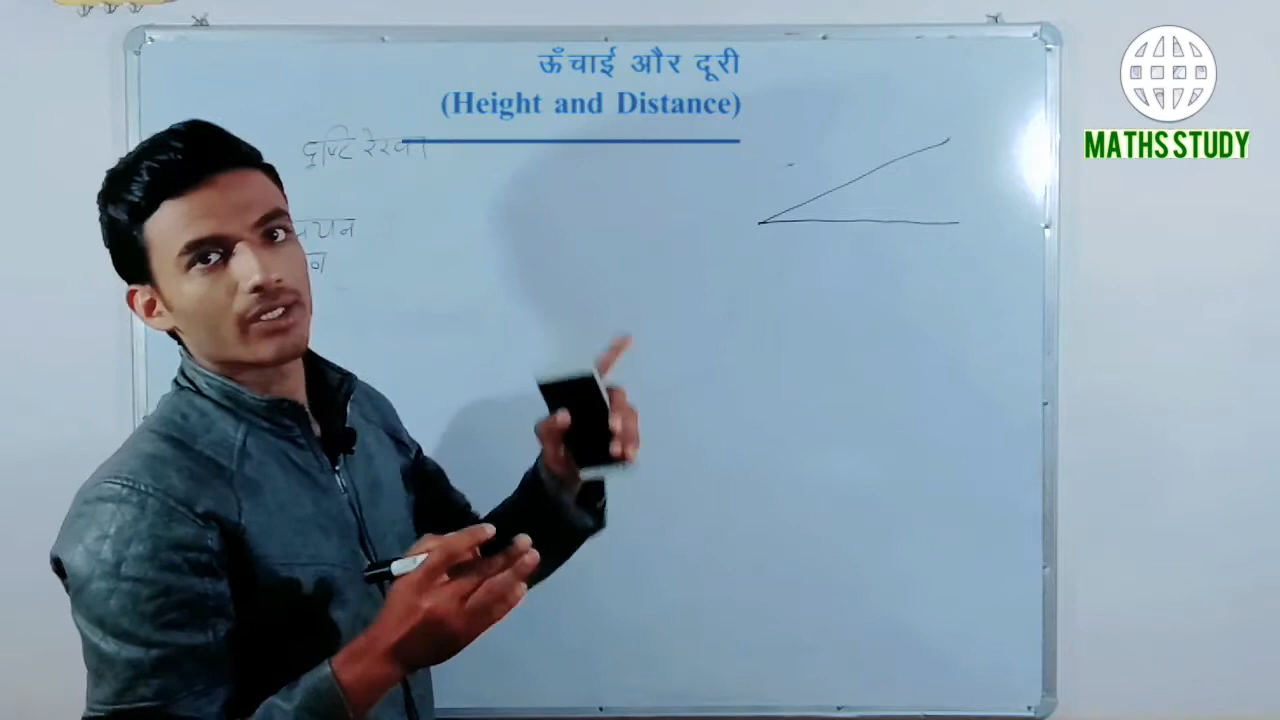 ऊँचाई और दूरी
(Height and Distance)
MATHS STUDY
दृष्टि रेखा